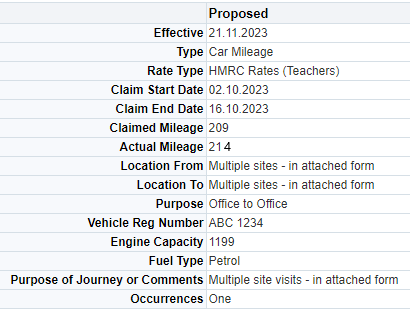 Proposed
Effective 21.11.2023
Type Car Mileage
Rate Type HMRC Rates (Teachers)
Claim Start Date 02.10.2023
Claim End Date 16.10.2023
Claimed Mileage 209
Actual Mileage 214
Location From Multiple sites - in attached form
Location To Multiple sites - in attached form
Purpose Office to Office
Vehicle Reg Number ABC 1234
Engine Capacity 1199
Fuel Type Petrol
Purpose of Journey or Comments Multiple site visits - in attached form
Occurrences One